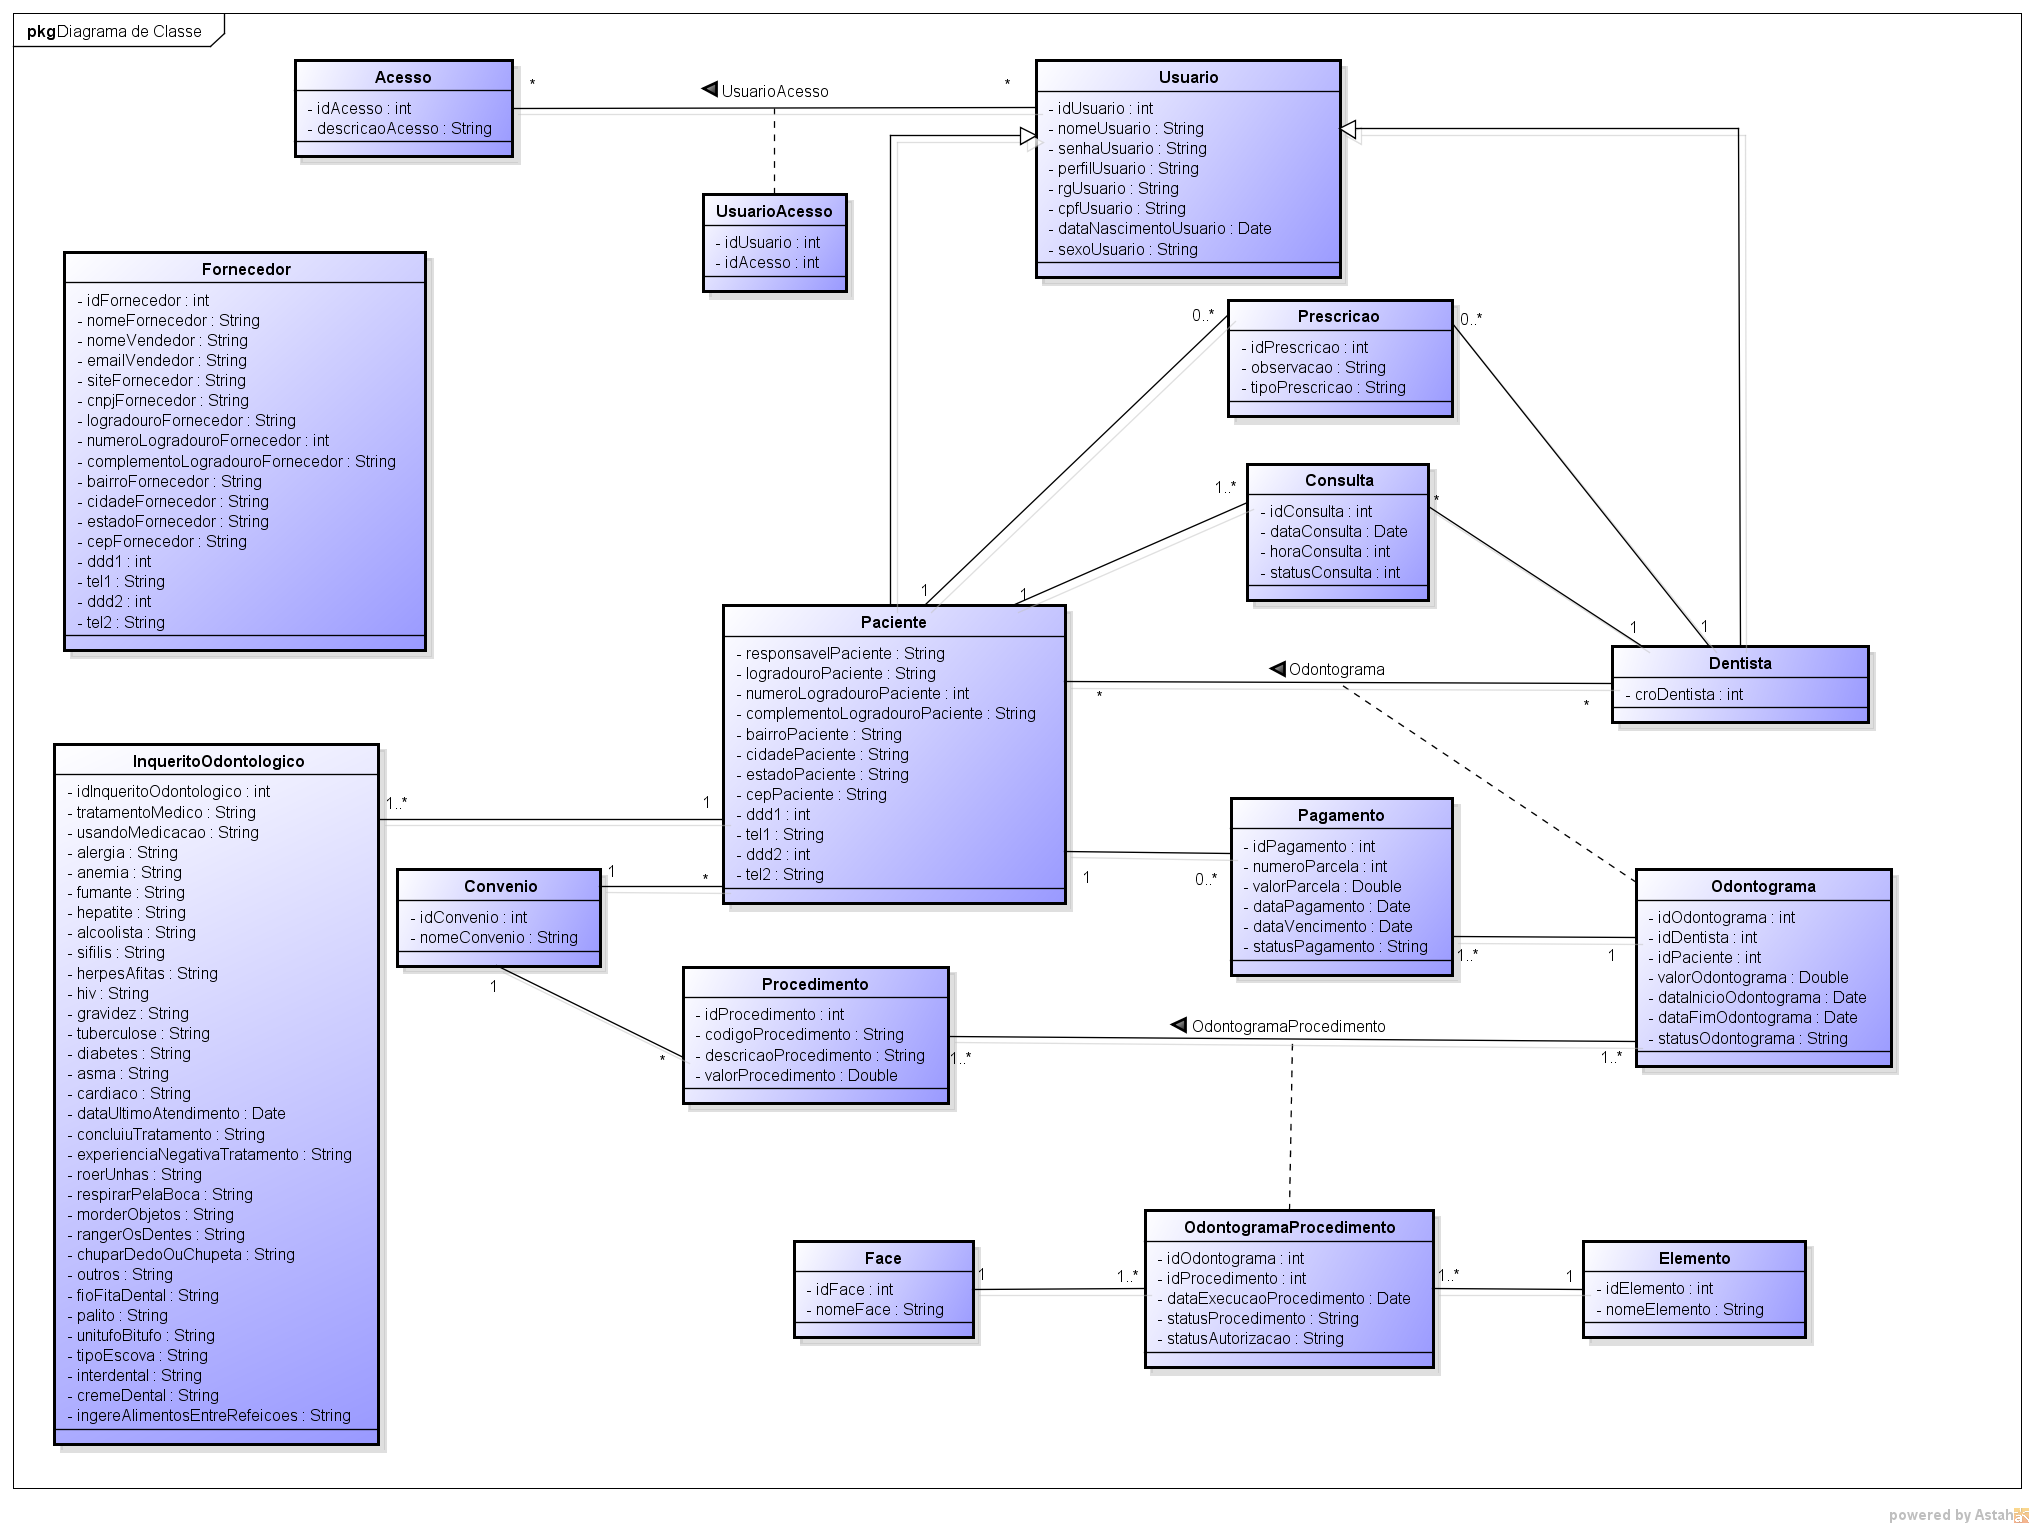 pkg Diagrama de Classe
Acesso
- idAcesso : int
- descricaoAcesso : String
*
UsuarioAcesso
*
Usuario
- idUsuario : int
- nomeUsuario : String
- senhaUsuario : String
- perfilUsuario : String
- rgUsuario : String
- cpfUsuario : String
- dataNascimentoUsuario : Date
- sexoUsuario : String
UsuarioAcesso
- idUsuario : int
- idAcesso : int
Fornecedor
- idFornecedor : int
- nomeFornecedor : String
- nomeVendedor : String
- emailVendedor : String
- siteFornecedor : String
- cnpjFornecedor : String
- logradouroFornecedor : String
- numeroLogradouroFornecedor : int
- complementoLogradouroFornecedor : String
- bairroFornecedor : String
- cidadeFornecedor : String
- estadoFornecedor : String
- cepFornecedor : String
- ddd1 : int
- tel1 : String
- ddd2 : int
- tel2 : String
0..*
Prescricao
- idPrescricao : int
- observacao : String
- tipoPrescricao : String
0..*
1..*
Consulta
- idConsulta : int
- dataConsulta : Date
- horaConsulta : int
- statusConsulta : int
*
1
1
1
1
Paciente
- responsavelPaciente : String
- logradouroPaciente : String
- numeroLogradouroPaciente : int
- complementoLogradouroPaciente : String
- bairroPaciente : String
- cidadePaciente : String
- estadoPaciente : String
- cepPaciente : String
- ddd1 : int
- tel1 : String
- ddd2 : int
- tel2 : String
Odontograma
*
*
Dentista
- croDentista : int
InqueritoOdontologico
- idInqueritoOdontologico : int
- tratamentoMedico : String
- usandoMedicacao : String
- alergia : String
- anemia : String
- fumante : String
- hepatite : String
- alcoolista : String
- sifilis : String
- herpesAfitas : String
- hiv : String
- gravidez : String
- tuberculose : String
- diabetes : String
- asma : String
- cardiaco : String
- dataUltimoAtendimento : Date
- concluiuTratamento : String
- experienciaNegativaTratamento : String
- roerUnhas : String
- respirarPelaBoca : String
- morderObjetos : String
- rangerOsDentes : String
- chuparDedoOuChupeta : String
- outros : String
- fioFitaDental : String
- palito : String
- unitufoBitufo : String
- tipoEscova : String
- interdental : String
- cremeDental : String
- ingereAlimentosEntreRefeicoes : String
1..*
1
Convenio
- idConvenio : int
- nomeConvenio : String
1
*
1
*
1
0..*
Pagamento
- idPagamento : int
- numeroParcela : int
- valorParcela : Double
- dataPagamento : Date
- dataVencimento : Date
- statusPagamento : String
1..*
1
Odontograma
- idOdontograma : int
- idDentista : int
- idPaciente : int
- valorOdontograma : Double
- dataInicioOdontograma : Date
- dataFimOdontograma : Date
- statusOdontograma : String
Procedimento
- idProcedimento : int
- codigoProcedimento : String
- descricaoProcedimento : String
- valorProcedimento : Double
OdontogramaProcedimento
1..*
1..*
Face
- idFace : int
- nomeFace : String
1
1..*
OdontogramaProcedimento
- idOdontograma : int
- idProcedimento : int
- dataExecucaoProcedimento : Date
- statusProcedimento : String
- statusAutorizacao : String
1..*
1
Elemento
- idElemento : int
- nomeElemento : String
powered by Astah